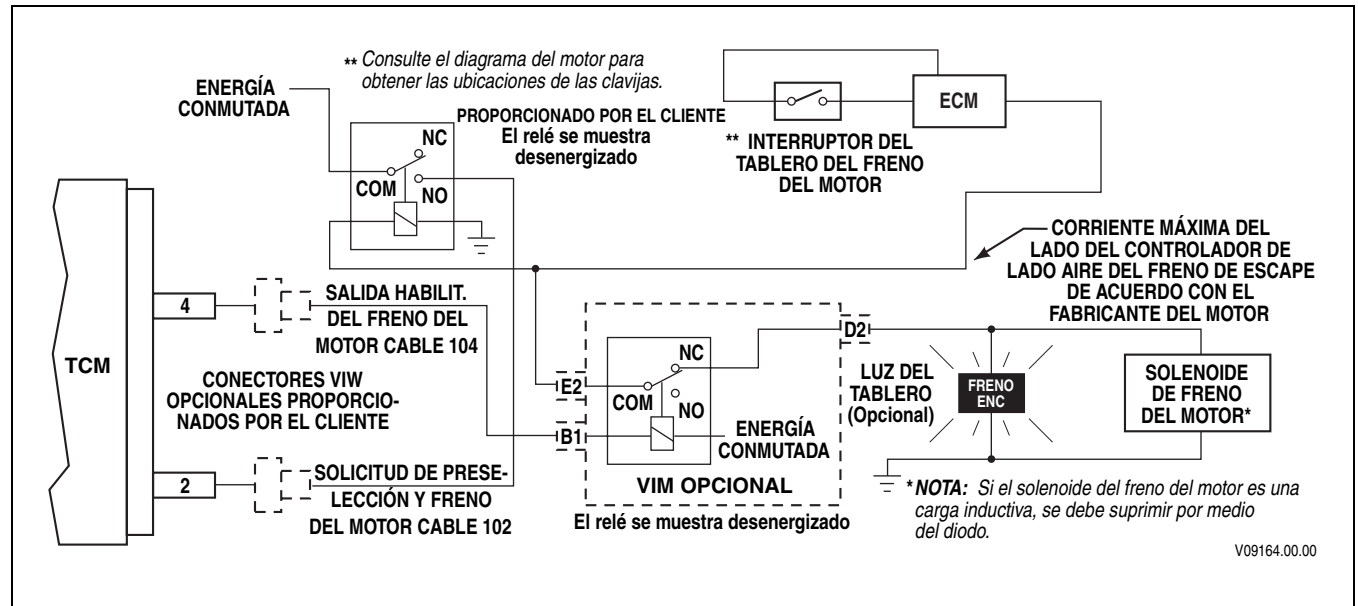 ** Consulte el diagrama del motor para
obtener las ubicaciones de las clavijas.
ENERGÍA
CONMUTADA
PROPORCIONADO POR EL CLIENTE
El relé se muestra
desenergizado
NC
COM
NO
ECM
** INTERRUPTOR DEL
TABLERO DEL FRENO
DEL MOTOR
CORRIENTE MÁXIMA DEL
LADO DEL CONTROLADOR DE
LADO AIRE DEL FRENO DE ESCAPE
DE ACUERDO CON EL
FABRICANTE DEL MOTOR
TCM
4
SALIDA HABILIT.
DEL FRENO DEL
MOTOR CABLE 104
CONECTORES VIW
OPCIONALES PROPORCIO-
NADOS POR EL CLIENTE
2
SOLICITUD DE PRESE-
LECCIÓN Y FRENO
DEL MOTOR CABLE 102
E2
B1
D2
NC
COM
NO
ENERGÍA
CONMUTADA
VIM OPCIONAL
El relé se muestra desenergizado
LUZ DEL
TABLERO
(Opcional)
FRENO
ENC
SOLENOIDE
DE FRENO
DEL MOTOR*
* NOTA: Si el solenoide del freno del motor es una
carga inductiva, se debe suprimir por medio
del diodo.
V09164.00.00